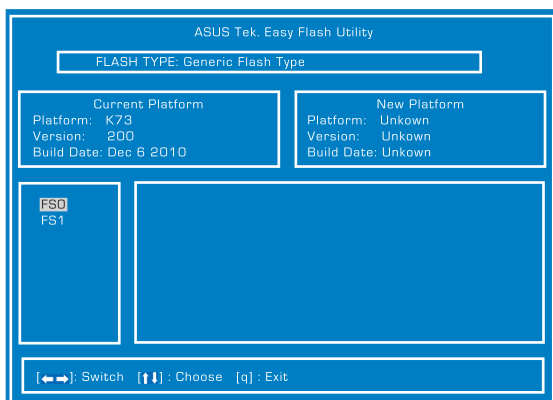 ASUS Tek. Easy Flash Utility
FLASH TYPE: Generic Flash Type
Current Platform
Platform: K73
Version: 200
Build Date: Dec 6 2010
New Platform
Platform: Unkown
Version: Unkown
Build Date: Unkown
FS0
FS1
[←→]: Switch [↑↓] : Choose [q] : Exit